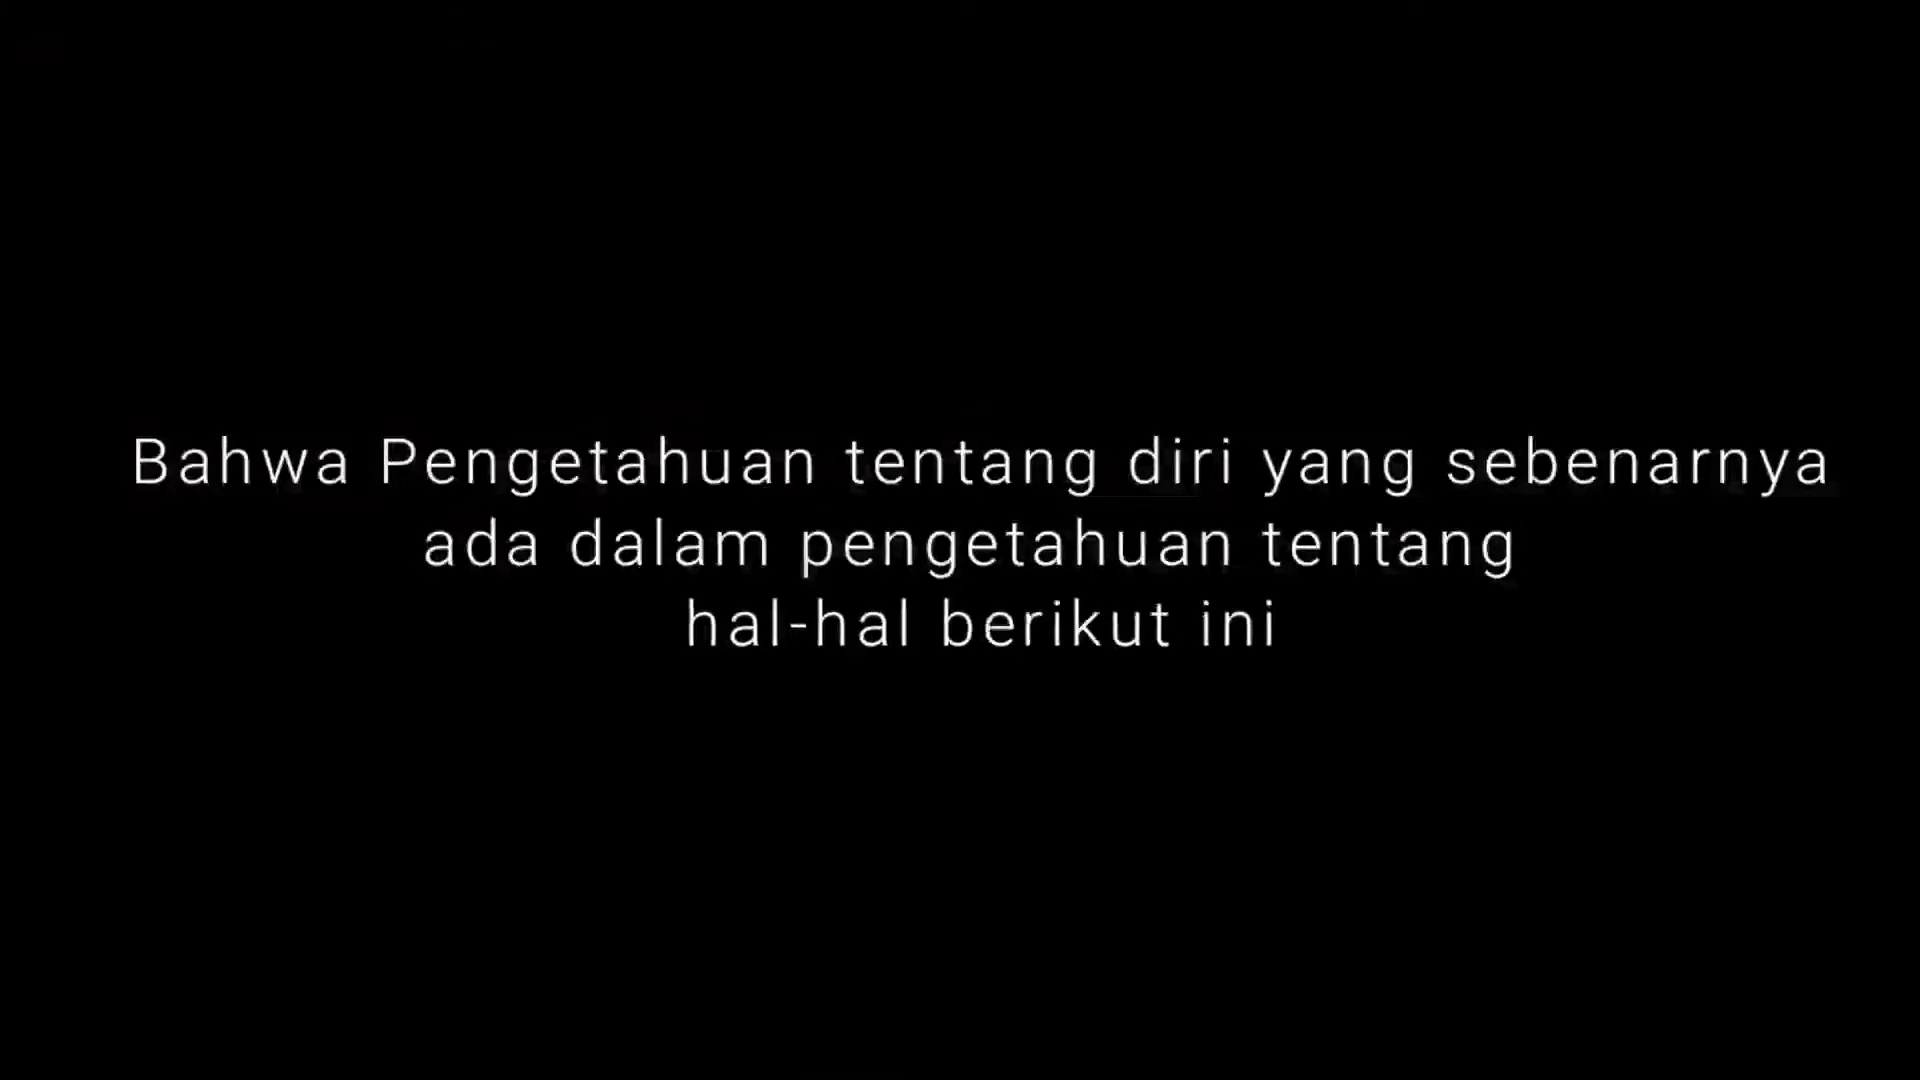 Bahwa Pengetahuan tentang diri yang sebenarnya
ada dalam pengetahuan tentang
hal-hal berikut ini